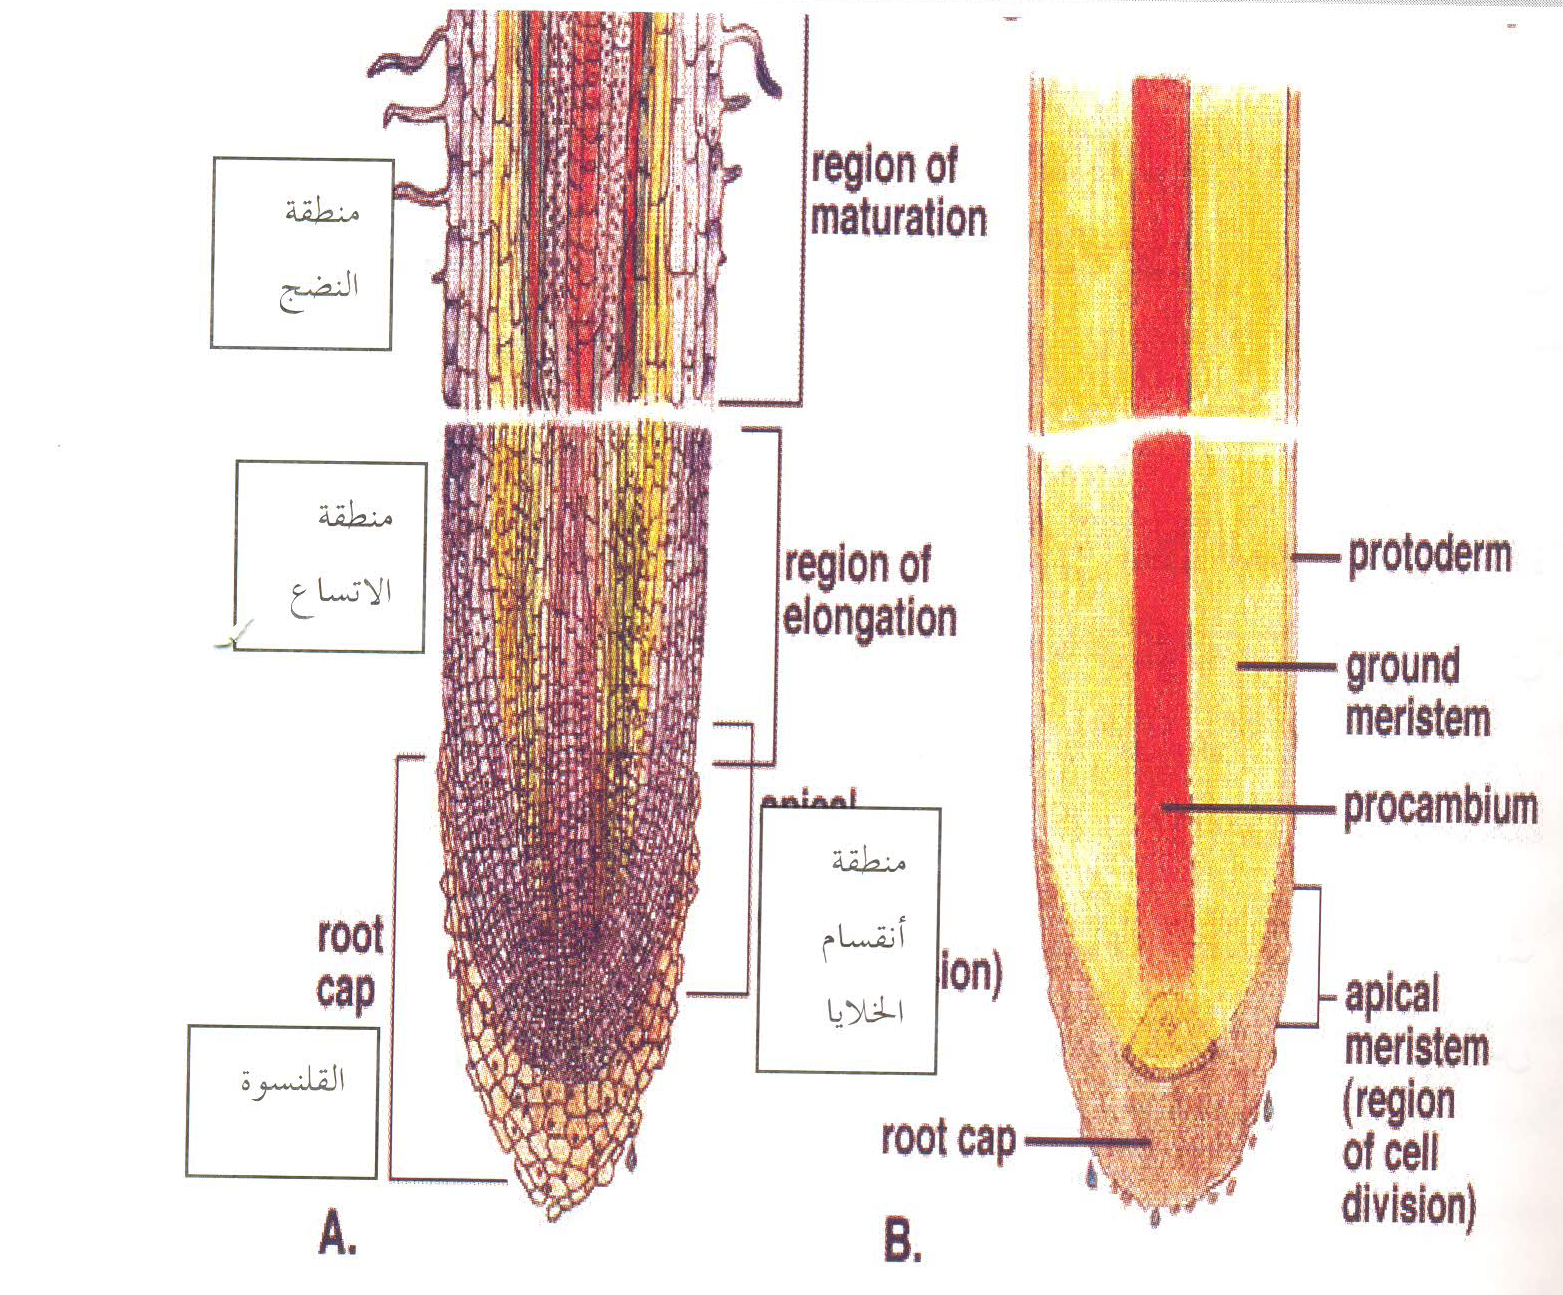 region of
maturation
منطقة
النضج
منطقة
الاتساع
region of
elongation
apical
منطقة
أنقسام
الخلايا
ion)
root
cap
القلنسوة
A.
protoderm
ground
meristem
procambium
apical
meristem
(region
of cell
division)
root cap
B.